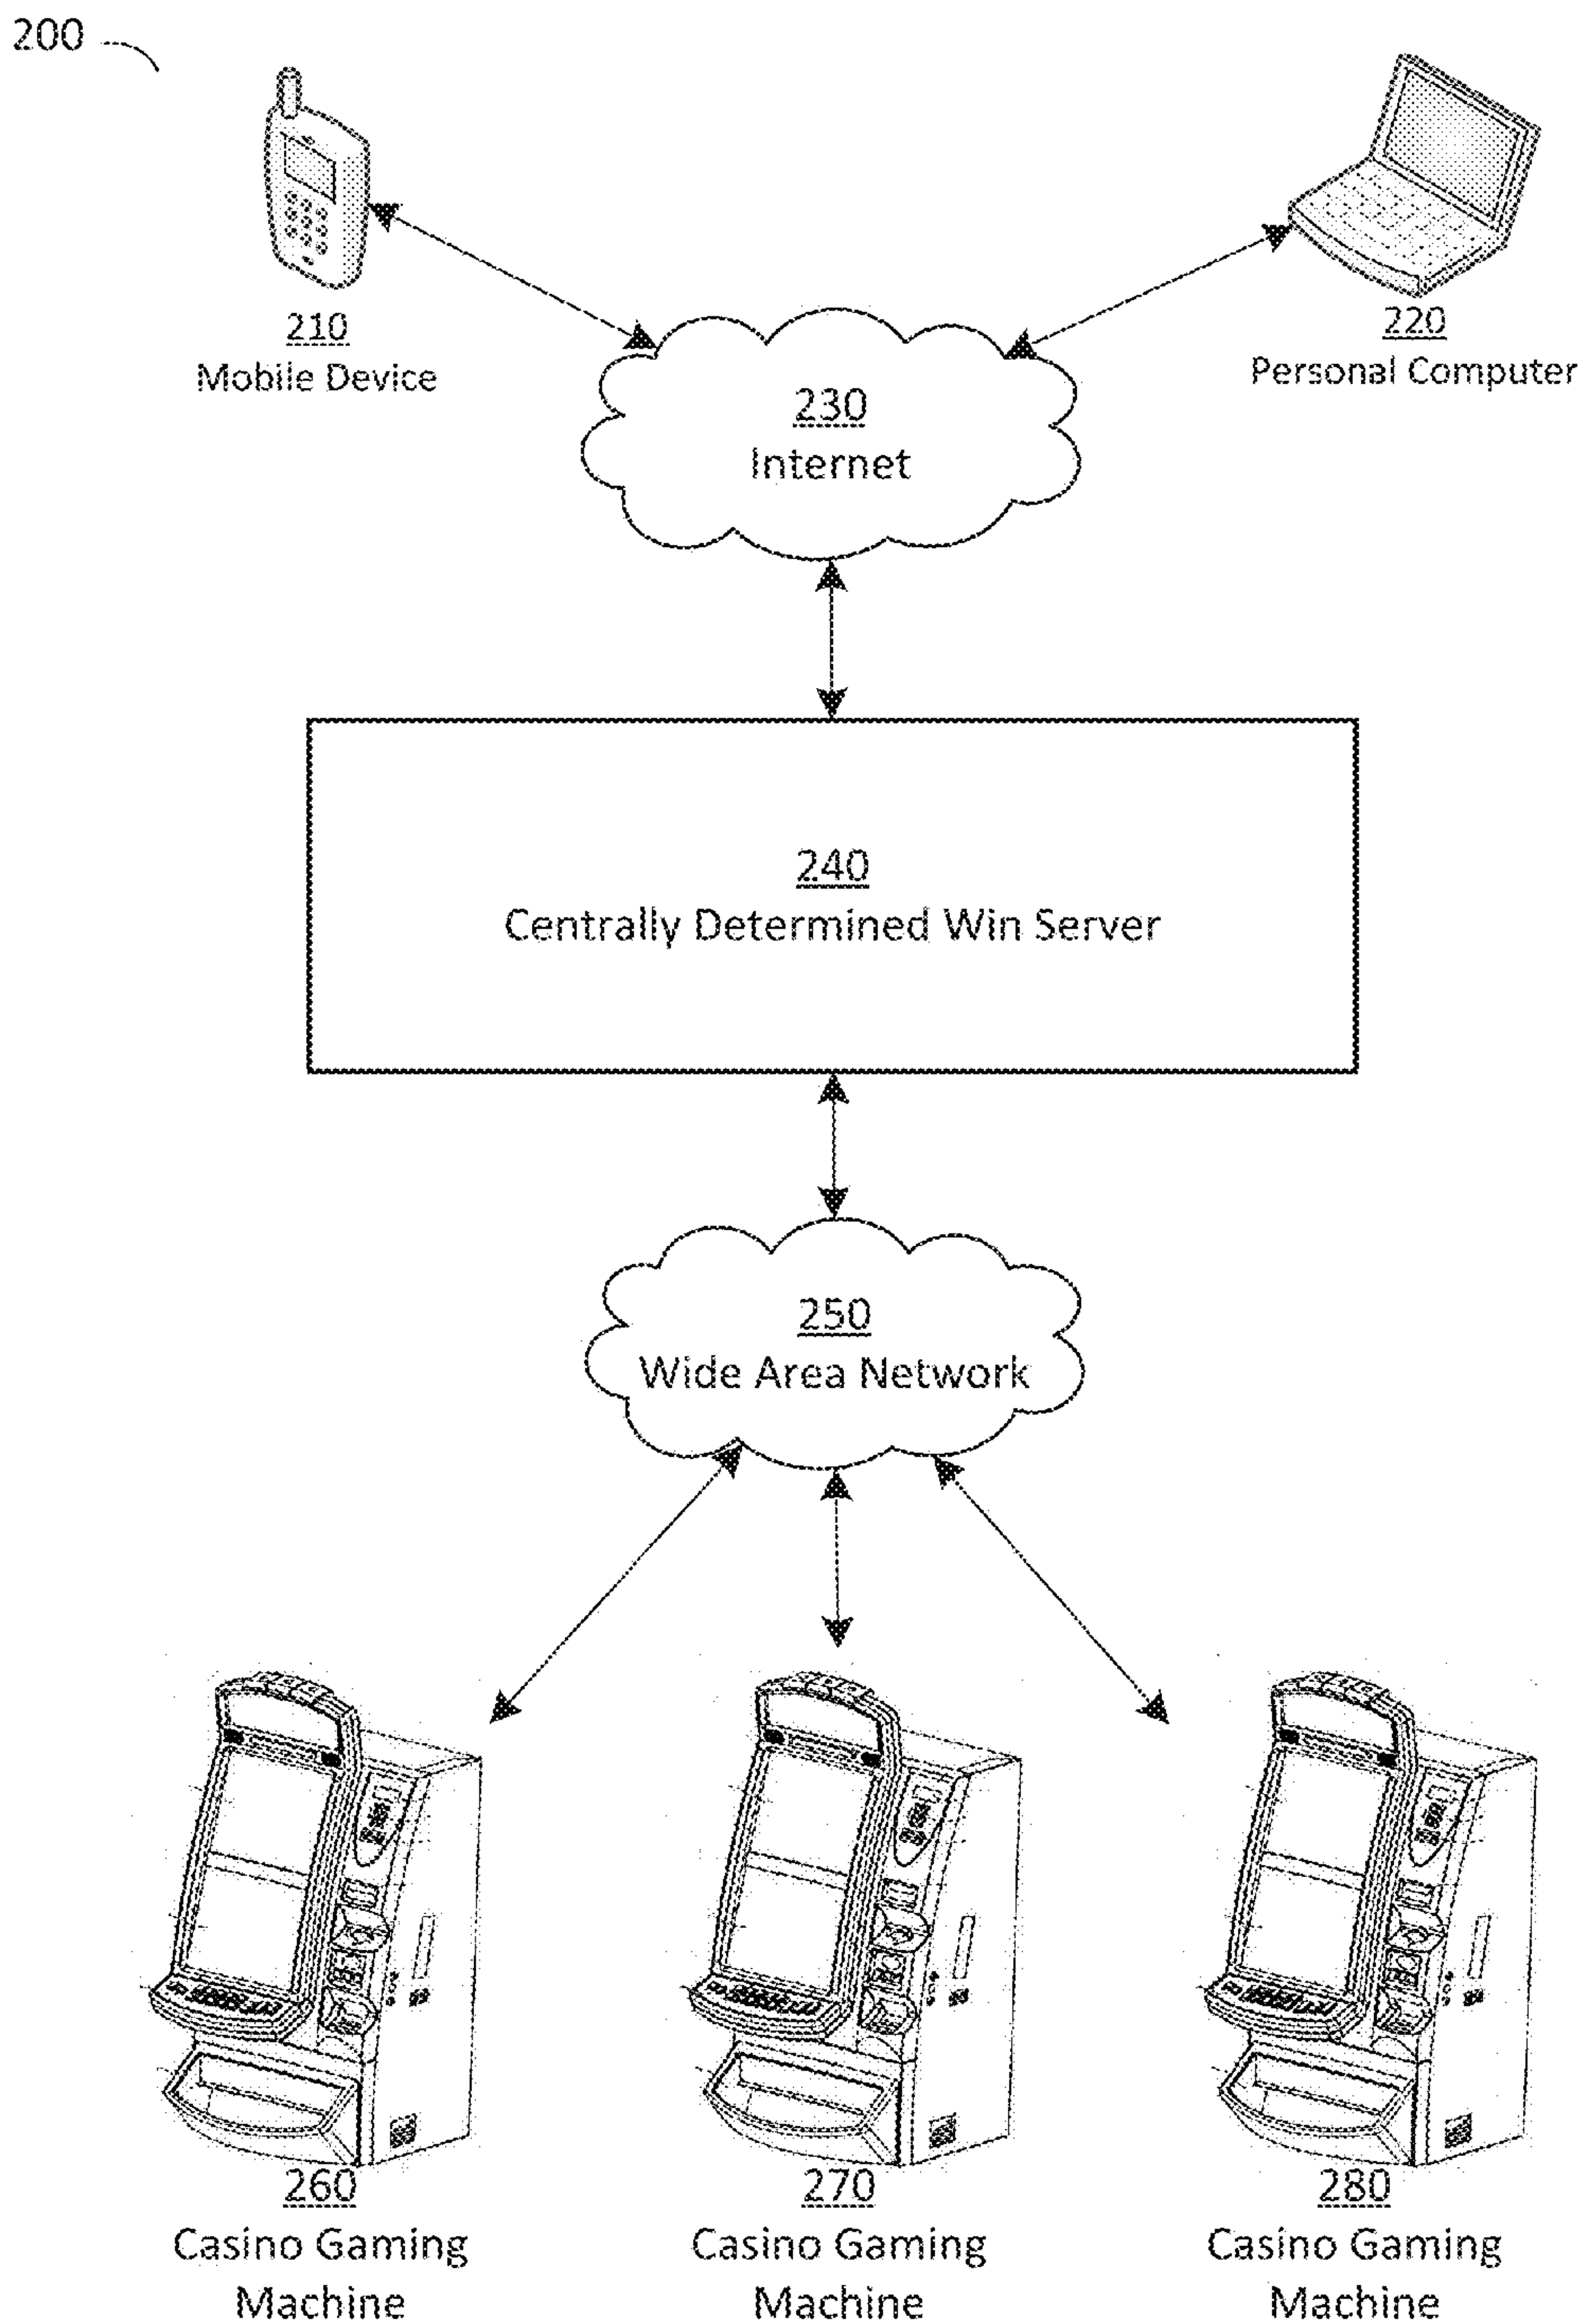 200
210
Mobile Device
220
Personal Computer
230
Internet
240
Centrally Determined Win Server
250
Wide Area Network
260
Casino Gaming
Machine
270
Casino Gaming
Machine
280
Casino Gaming
Machine